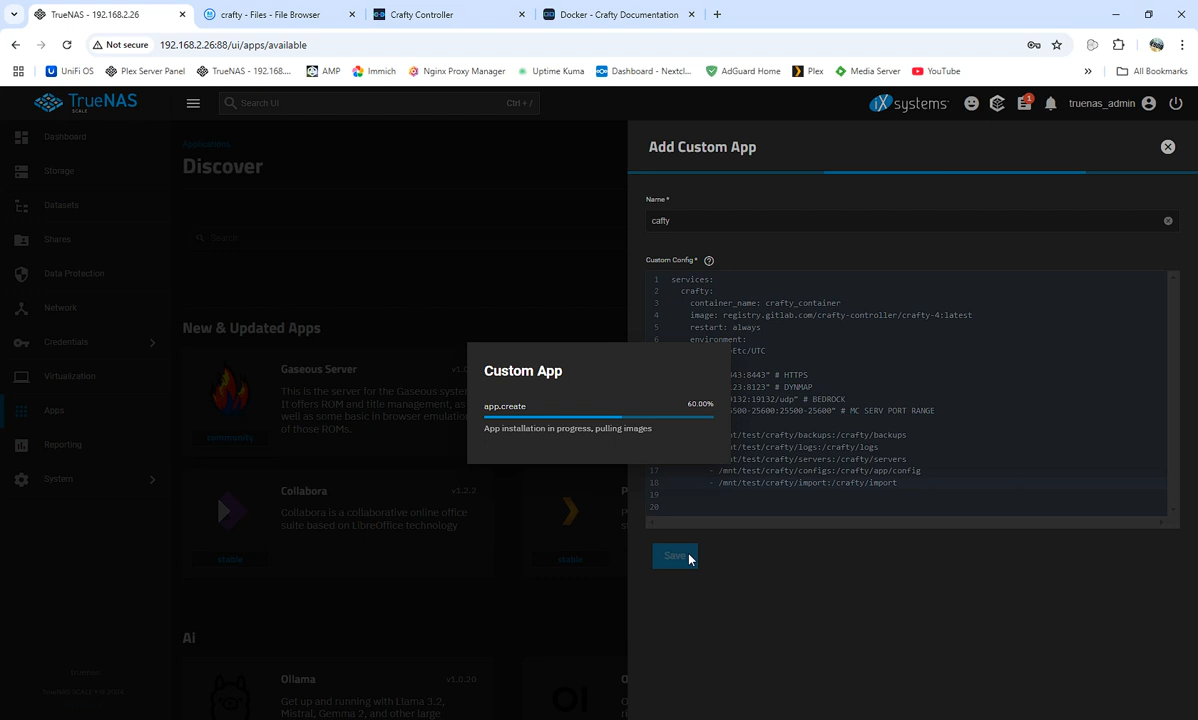 TrueNAS - 192.168.2.26
crafty - Files - File Browser
Crafty Controller
Docker - Crafty Documentation
Not secure
192.168.2.26:88/ui/apps/available
UniFi OS
Plex Server Panel
TrueNAS - 192.168....
AMP
Immich
Nginx Proxy Manager
Uptime Kuma
Dashboard - Nextcl...
AdGuard Home
Plex
Media Server
YouTube
All Bookmarks
TrueNAS
SCALE
Search UI
Ctrl + /
iX systems
1
truenas_admin
Dashboard
Storage
Datasets
Shares
Data Protection
Network
Credentials
Virtualization
Apps
Reporting
System
Applications
Discover
Search
New & Updated Apps
Gaseous Server
This is the server for the Gaseous system.
It offers ROM and title management, as
well as some basic in browser emulation
of those ROMs.
community
Collabora
v1.2.2
Collabora is a collaborative online office
suite based on LibreOffice technology
stable
stable
AI
Ollama
v1.0.20
Get up and running with Llama 3.2,
Mistral, Gemma 2, and other large
Add Custom App
Name *
cafty
Custom Config *
1 services:
2 crafty:
3 container_name: crafty_container
4 image: registry.gitlab.com/crafty-controller/crafty-4:latest
5 restart: always
6 environment:
Etc/UTC
43:8443" # HTTPS
23:8123" # DYNMAP
132:19132/udp" # BEDROCK
500-25600:25500-25600" # MC SERV PORT RANGE
nt/test/crafty/backups:/crafty/backups
nt/test/crafty/logs:/crafty/logs
nt/test/crafty/servers:/crafty/servers
17 - /mnt/test/crafty/configs:/crafty/app/config
18 - /mnt/test/crafty/import:/crafty/import
19
20
Save
Custom App
app.create
60.00%
App installation in progress, pulling images